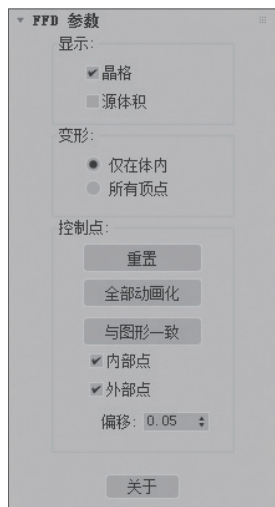 FFD 参数
显示:
晶格
源体积
变形:
仅在体内
所有顶点
控制点:
重置
全部动画化
与图形一致
内部点
外部点
偏移: 0.05
关于